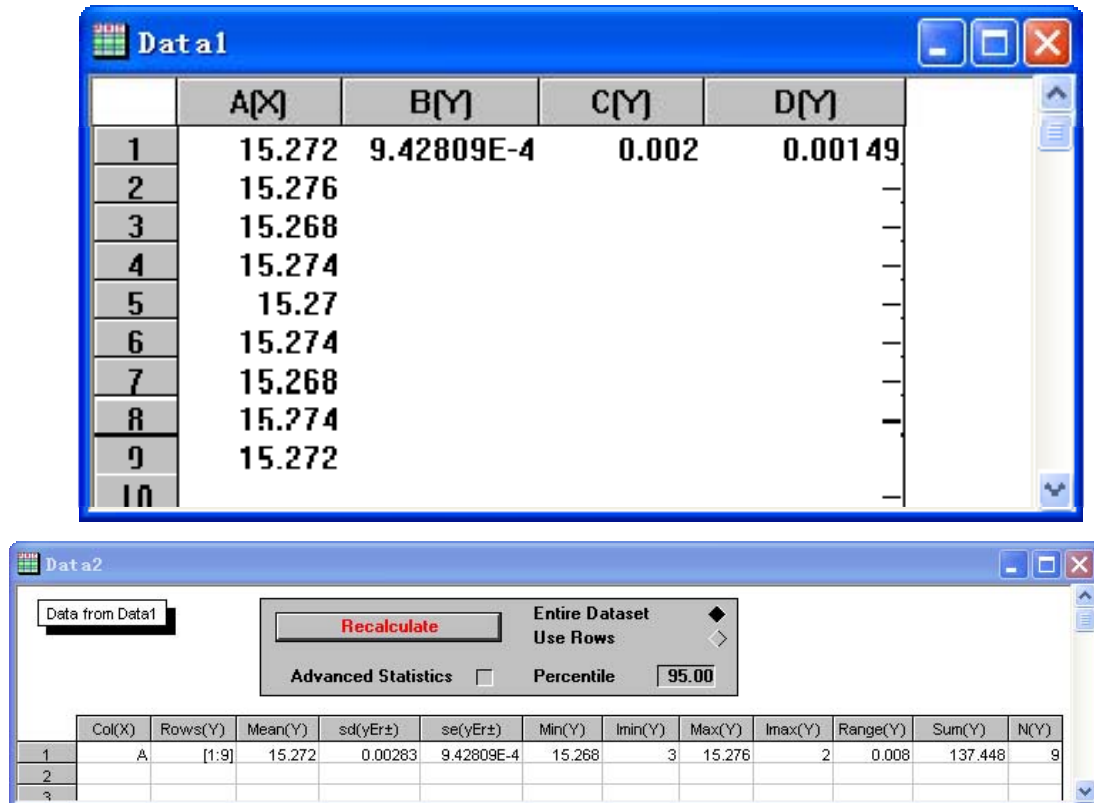 Data1
A(X) B(Y) C(Y) D(Y)
1 15.272 9.42809E-4 0.002 0.00149
2 15.276 –
3 15.268 –
4 15.274 –
5 15.27 –
6 15.274 –
7 15.268 –
8 15.274 –
9 15.272
10 –
Data2
Data from Data1
Recalculate
Entire Dataset
Use Rows
Advanced Statistics Percentile 95.00
Col(X) Rows(Y) Mean(Y) sd(yEr±) se(yEr±) Min(Y) Imin(Y) Max(Y) Imax(Y) Range(Y) Sum(Y) N(Y)
1 A [1:9] 15.272 0.00283 9.42809E-4 15.268 3 15.276 2 0.008 137.448 9
2
3